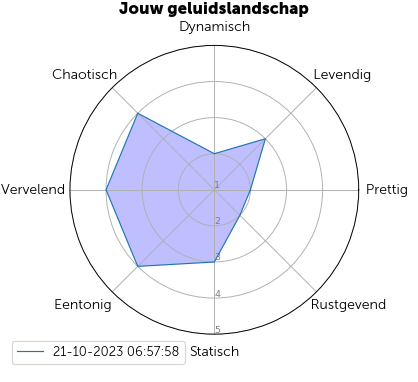 Jouw geluidslandschap
Dynamisch
Chaotisch
Levendig
Vervelend
1
Prettig
2
3
4
Eentonig
Rustgevend
5
21-10-2023 06:57:58
Statisch